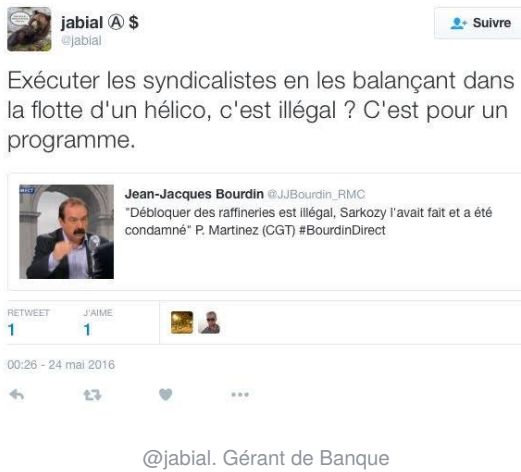 jabial Ⓐ $
@jabial
Suivre
Exécuter les syndicalistes en les balançant dans
la flotte d'un hélico, c'est illégal ? C'est pour un
programme.
Jean-Jacques Bourdin @JJBourdin_RMC
"Débloquer des raffineries est illégal, Sarkozy l'avait fait et a été
condamné" P. Martinez (CGT) #BourdinDirect
RETWEET
J'AIME
1
1
00:26 - 24 mai 2016
@jabial. Gérant de Banque